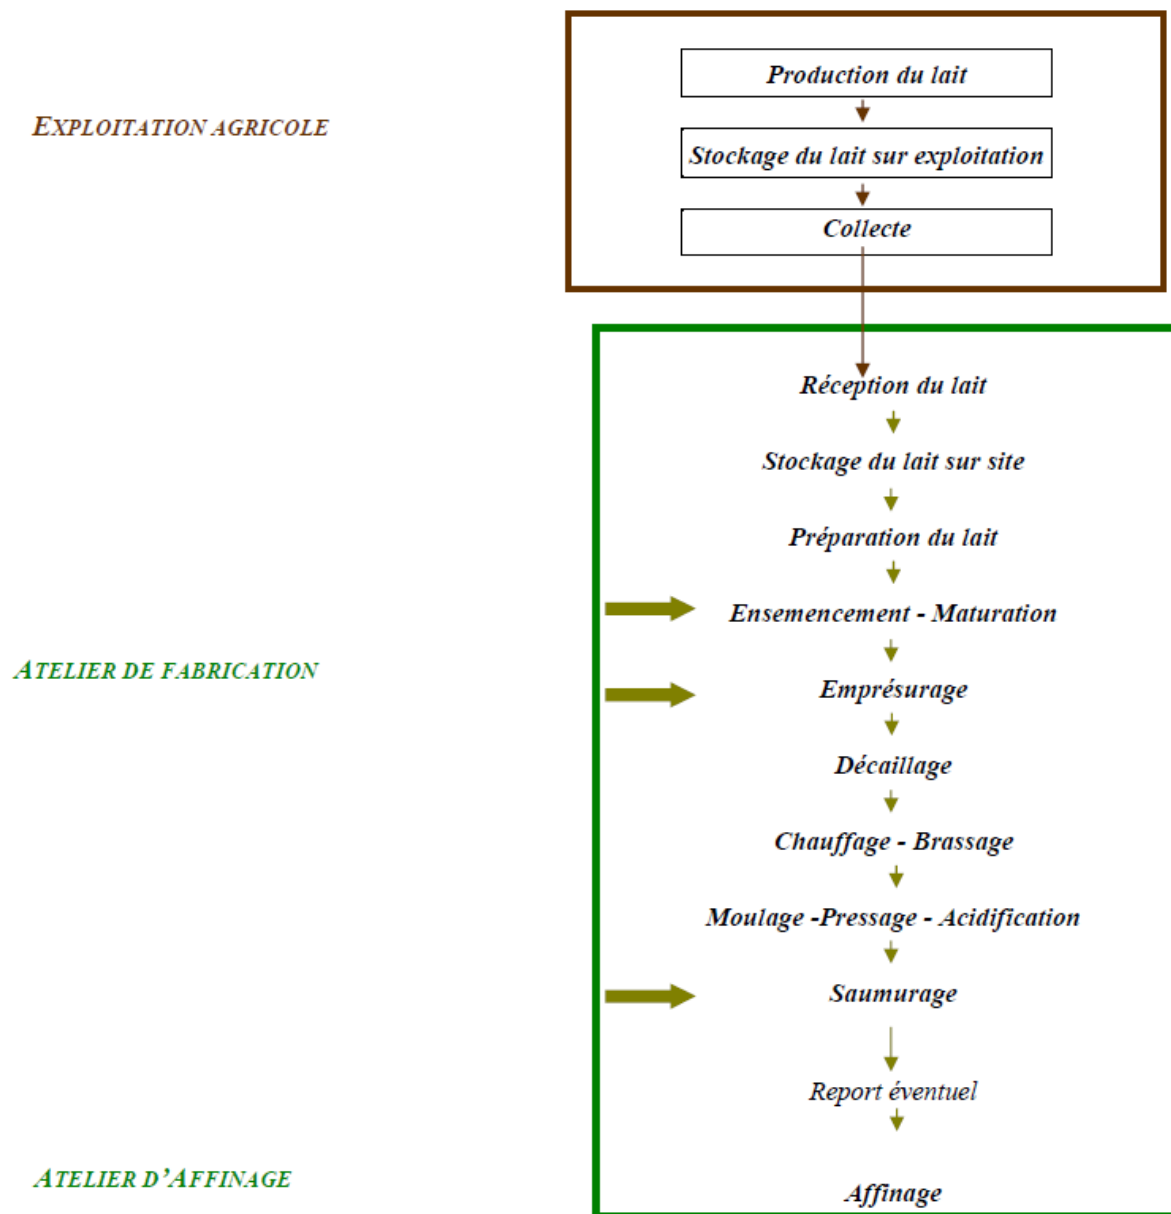 Production du lait
EXPLOITATION AGRICOLE
Stockage du lait sur exploitation
Collecte
Réception du lait
Stockage du lait sur site
Préparation du lait
Ensemencement - Maturation
ATELIER DE FABRICATION
Emprésurage
Décaillage
Chauffage - Brassage
Moulage -Pressage - Acidification
Saumurage
Report éventuel
ATELIER D’AFFINAGE
Affinage